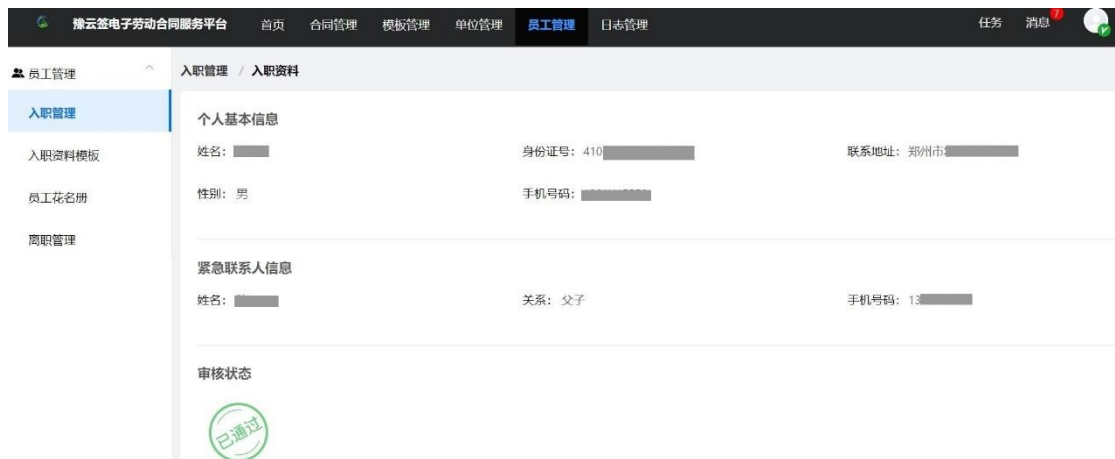 豫云签电子劳动合同服务平台 首页 合同管理 模板管理 单位管理 员工管理 日志管理 任务 消息 7
员工管理 入职管理 / 入职资料
入职管理
个人基本信息
入职资料模板 姓名： 身份证号：410 联系地址：郑州市
员工花名册 性别：男 手机号码：
离职管理
紧急联系人信息
姓名： 关系：父子 手机号码：13
审核状态
已通过